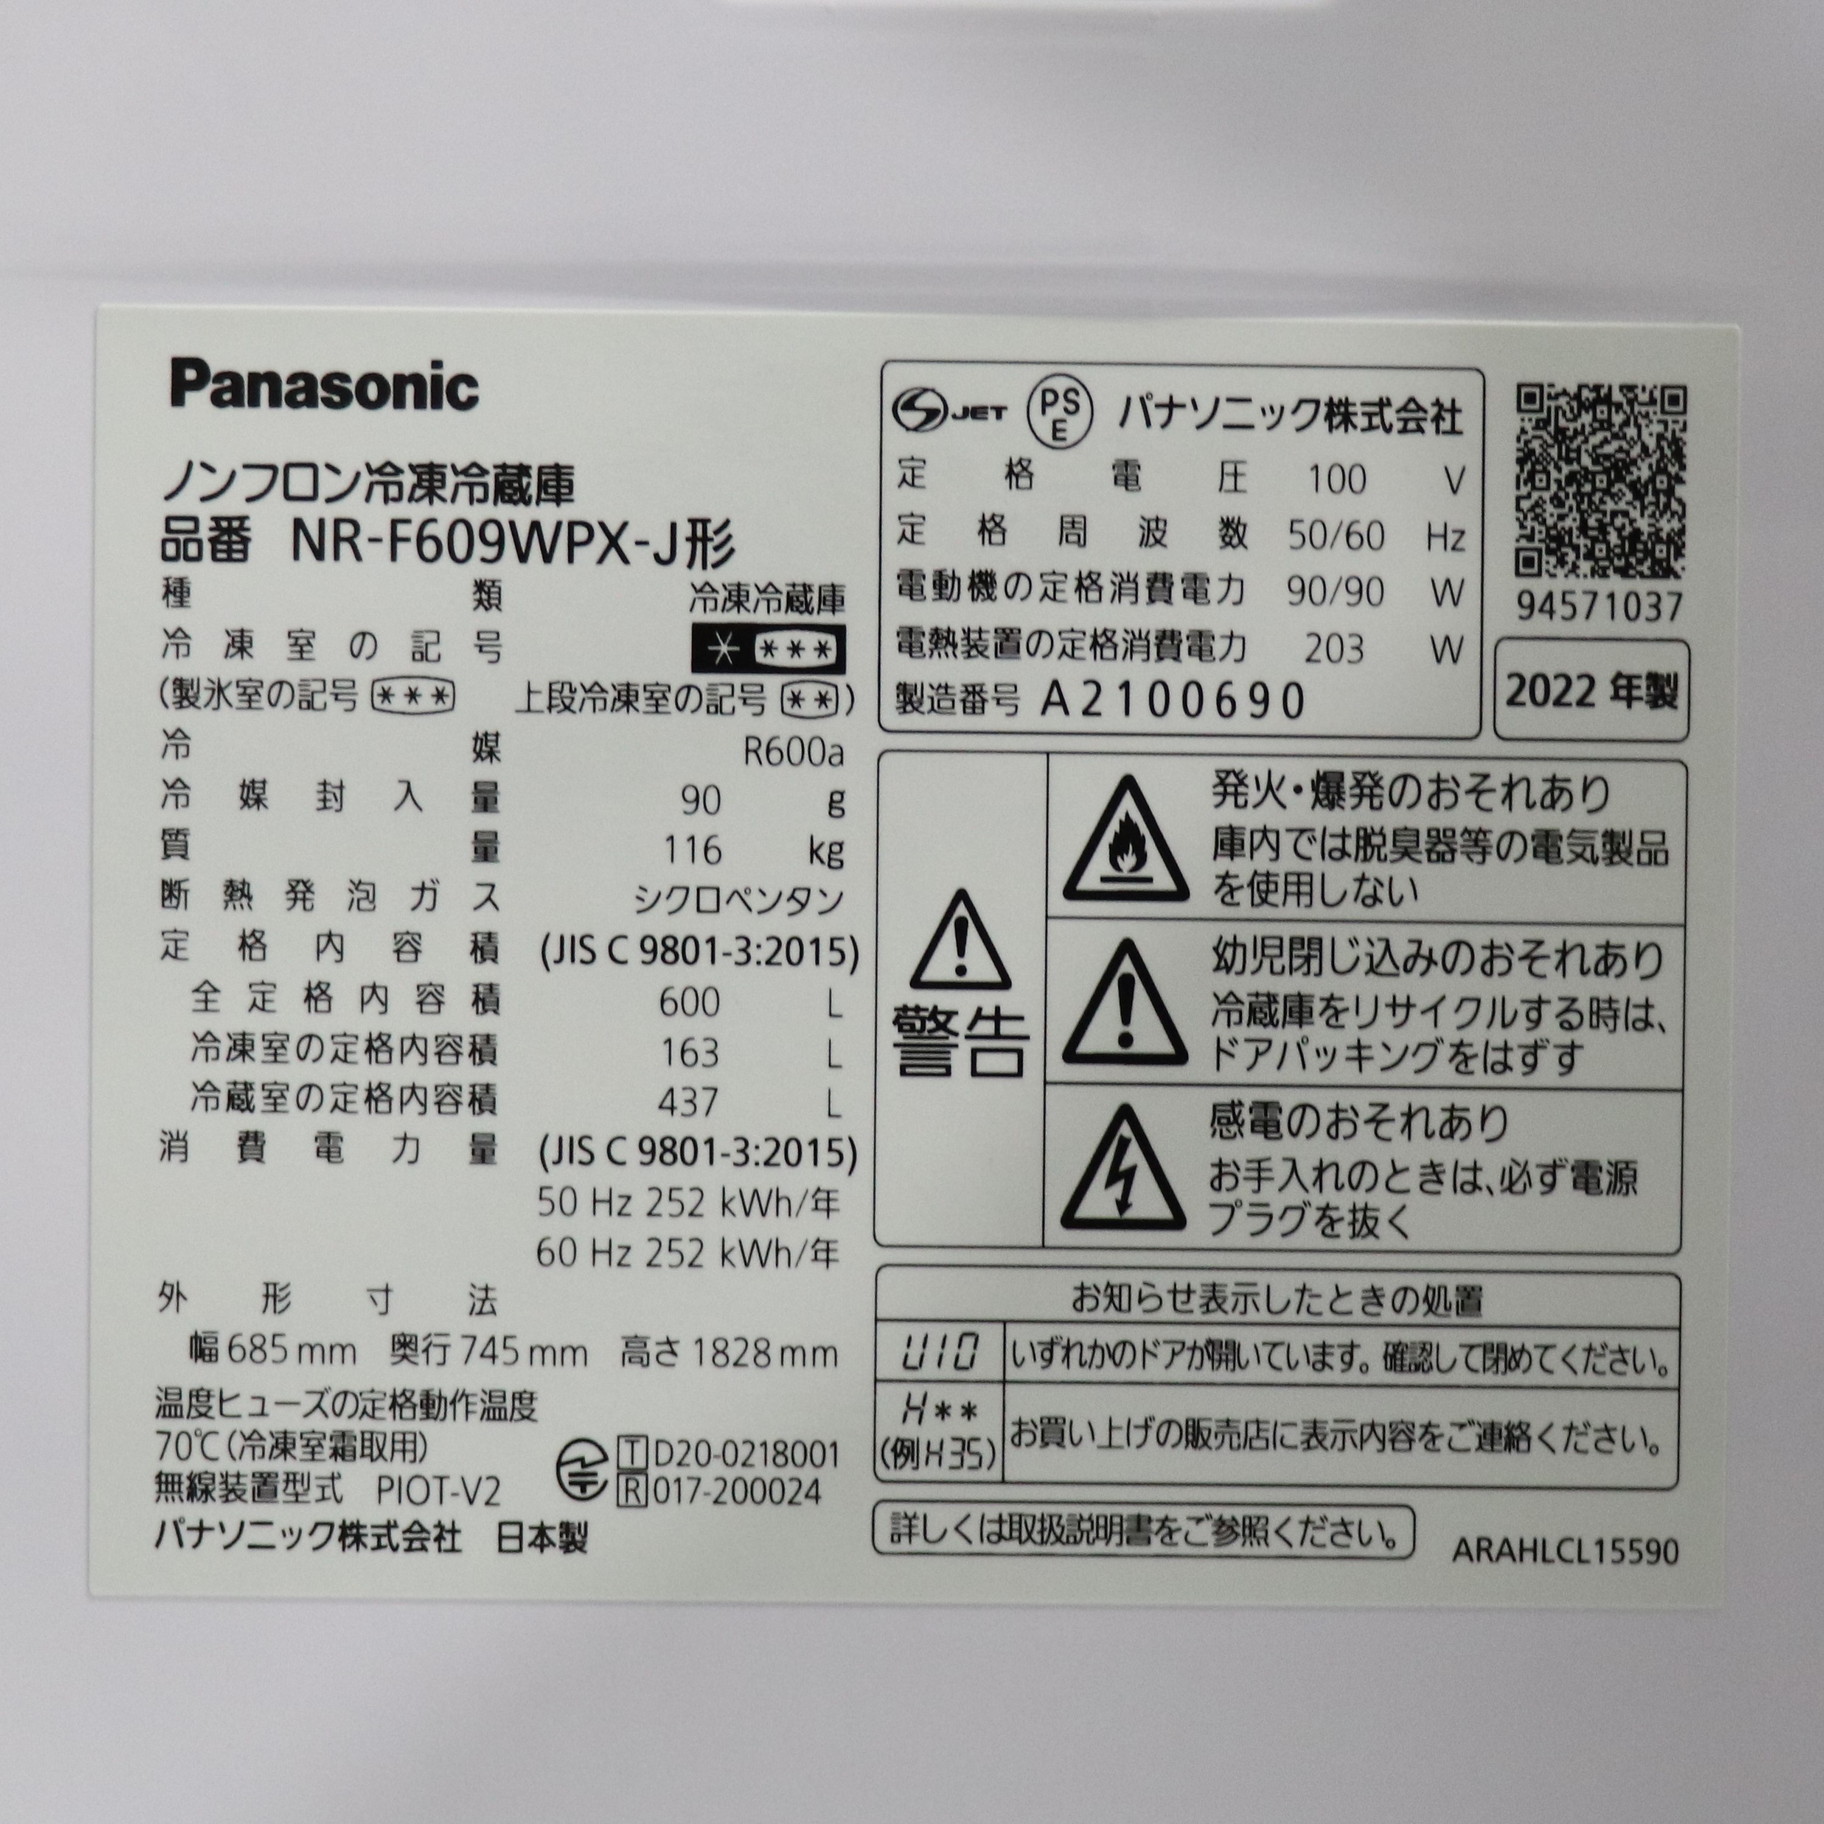 Panasonic
ノンフロン冷凍冷蔵庫
品番 NR-F609WPX-J形
種類 冷凍冷蔵庫
冷凍室の記号 * ***
(製氷室の記号 *** 上段冷凍室の記号 **)
冷媒 R600a
冷媒封入量 90 g
質量 116 kg
断熱発泡ガス シクロペンタン
定格内容積 (JIS C 9801-3:2015)
全定格内容積 600 L
冷凍室の定格内容積 163 L
冷蔵室の定格内容積 437 L
消費電力量 (JIS C 9801-3:2015)
50 Hz 252 kWh/年
60 Hz 252 kWh/年
外形寸法
幅 685 mm 奥行 745 mm 高さ 1828 mm
温度ヒューズの定格動作温度
70℃(冷凍室霜取用)
無線装置型式 PIOT-V2
T D20-0218001
R 017-200024
パナソニック株式会社 日本製
S JET PSE パナソニック株式会社
定格電圧 100 V
定格周波数 50/60 Hz
電動機の定格消費電力 90/90 W
電熱装置の定格消費電力 203 W
製造番号 A2100690
94571037
2022 年製
警告
発火・爆発のおそれあり
庫内では脱臭器等の電気製品
を使用しない
幼児閉じ込みのおそれあり
冷蔵庫をリサイクルする時は、
ドアパッキングをはずす
感電のおそれあり
お手入れのときは、必ず電源
プラグを抜く
お知らせ表示したときの処置
U10 いずれかのドアが開いています。確認して閉めてください。
H**
(例H35) お買い上げの販売店に表示内容をご連絡ください。
詳しくは取扱説明書をご参照ください。
ARAHLCL15590